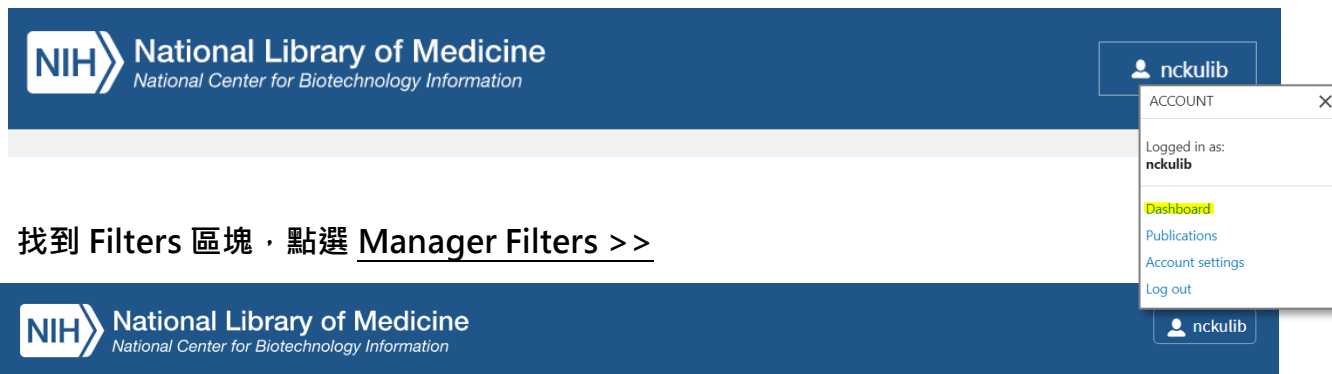 NIH National Library of Medicine
National Center for Biotechnology Information
nckulib
ACCOUNT
Logged in as:
nckulib
Dashboard
Publications
Account settings
Log out
找到 Filters 區塊，點選 Manager Filters >>
NIH National Library of Medicine
National Center for Biotechnology Information
nckulib